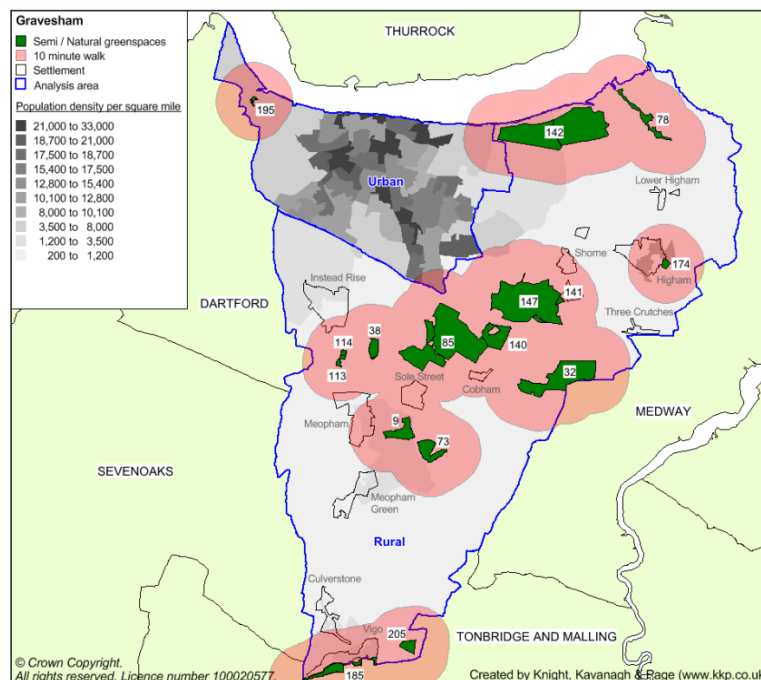 Gravesham
Semi / Natural greenspaces
10 minute walk
Settlement
Analysis area
Population density per square mile
21,000 to 33,000
18,700 to 21,000
17,500 to 18,700
15,400 to 17,500
12,800 to 15,400
10,100 to 12,800
8,000 to 10,100
3,500 to 8,000
1,200 to 3,500
200 to 1,200
THURROCK
195
142
78
Urban
Lower Higham
Shorne
174
Higham
Instead Rise
141
147
DARTFORD
Three Crutches
38
114
85
140
113
32
Sole Street
Cobham
MEDWAY
Meopham
9
73
SEVENOAKS
Meopham
Green
Rural
Culverstone
Vigo
205
TONBRIDGE AND MALLING
185
© Crown Copyright.
All rights reserved. Licence number 100020577.
Created by Knight, Kavanagh & Page (www.kkp.co.u